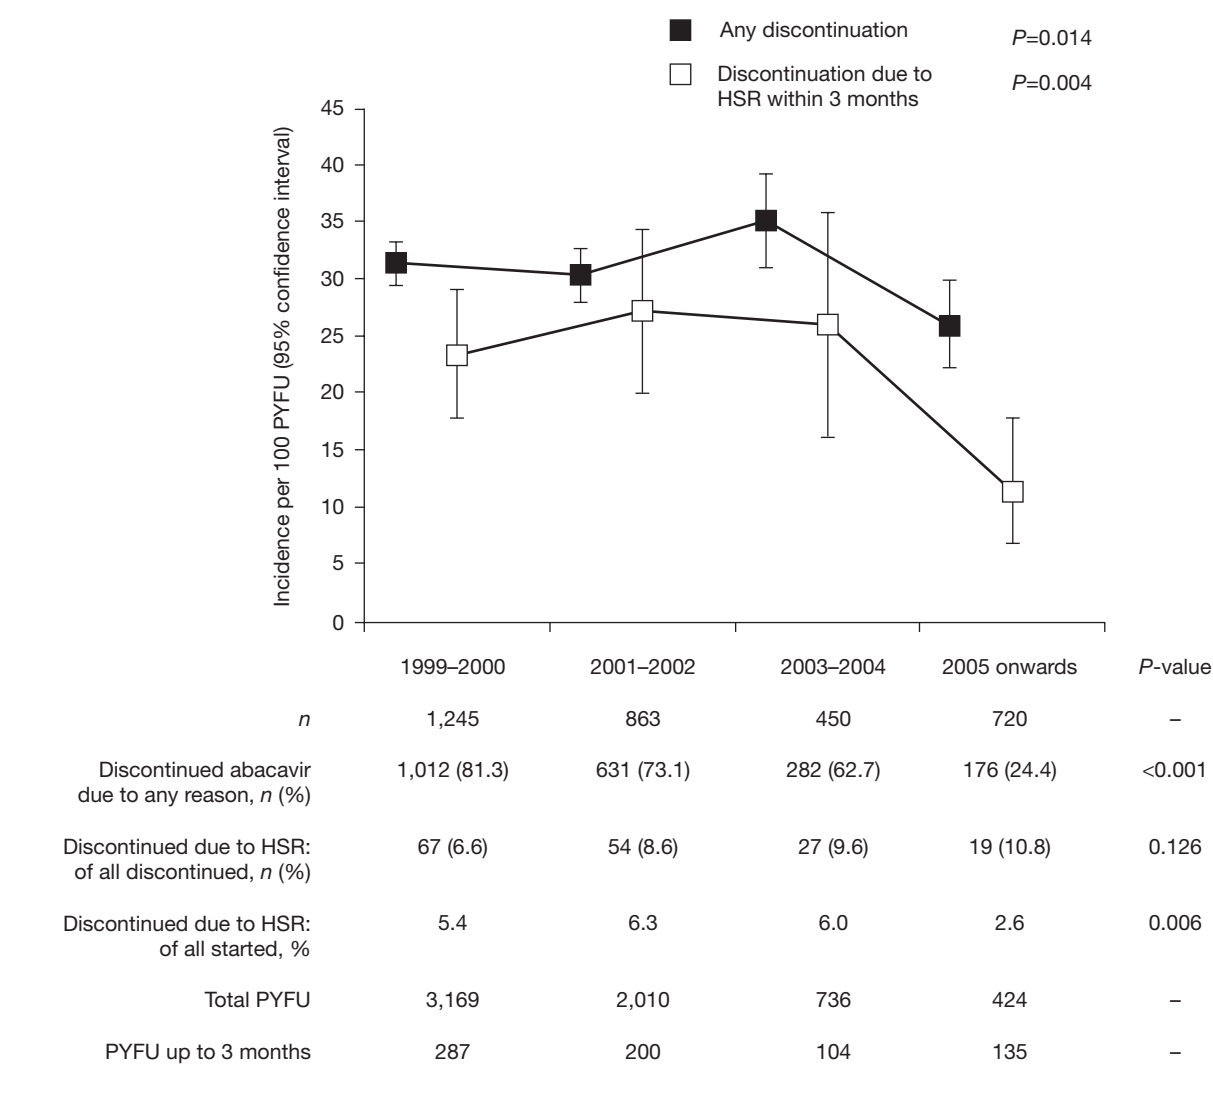 Any discontinuation P=0.014
Discontinuation due to
HSR within 3 months P=0.004
Incidence per 100 PYFU (95% confidence interval)
45
40
35
30
25
20
15
10
5
0
1999–2000 2001–2002 2003–2004 2005 onwards P-value
n 1,245 863 450 720 –
Discontinued abacavir
due to any reason, n (%) 1,012 (81.3) 631 (73.1) 282 (62.7) 176 (24.4) <0.001
Discontinued due to HSR:
of all discontinued, n (%) 67 (6.6) 54 (8.6) 27 (9.6) 19 (10.8) 0.126
Discontinued due to HSR:
of all started, % 5.4 6.3 6.0 2.6 0.006
Total PYFU 3,169 2,010 736 424 –
PYFU up to 3 months 287 200 104 135 –